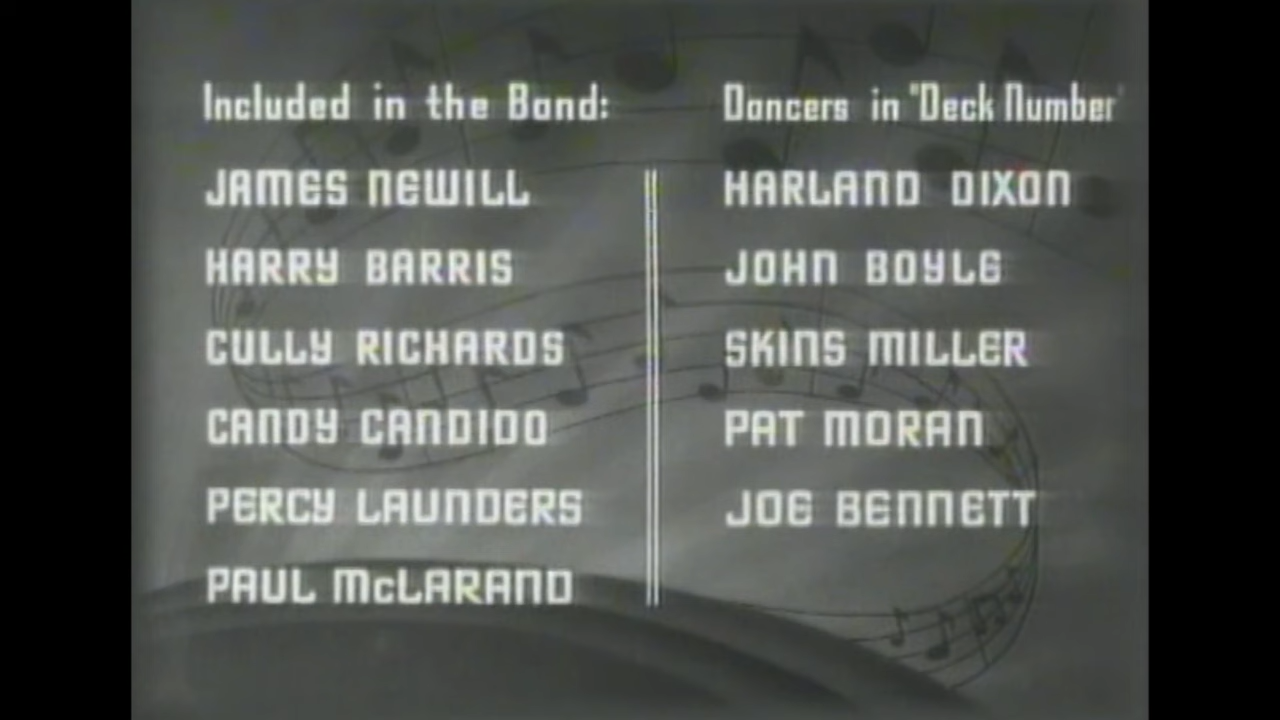 Included in the Band:
JAMES NEWILL
HARRY BARRIS
CULLY RICHARDS
CANDY CANDIDO
PERCY LAUNDERS
PAUL McLARAND
Dancers in "Deck Number"
HARLAND DIXON
JOHN BOYLE
SKINS MILLER
PAT MORAN
JOE BENNETT